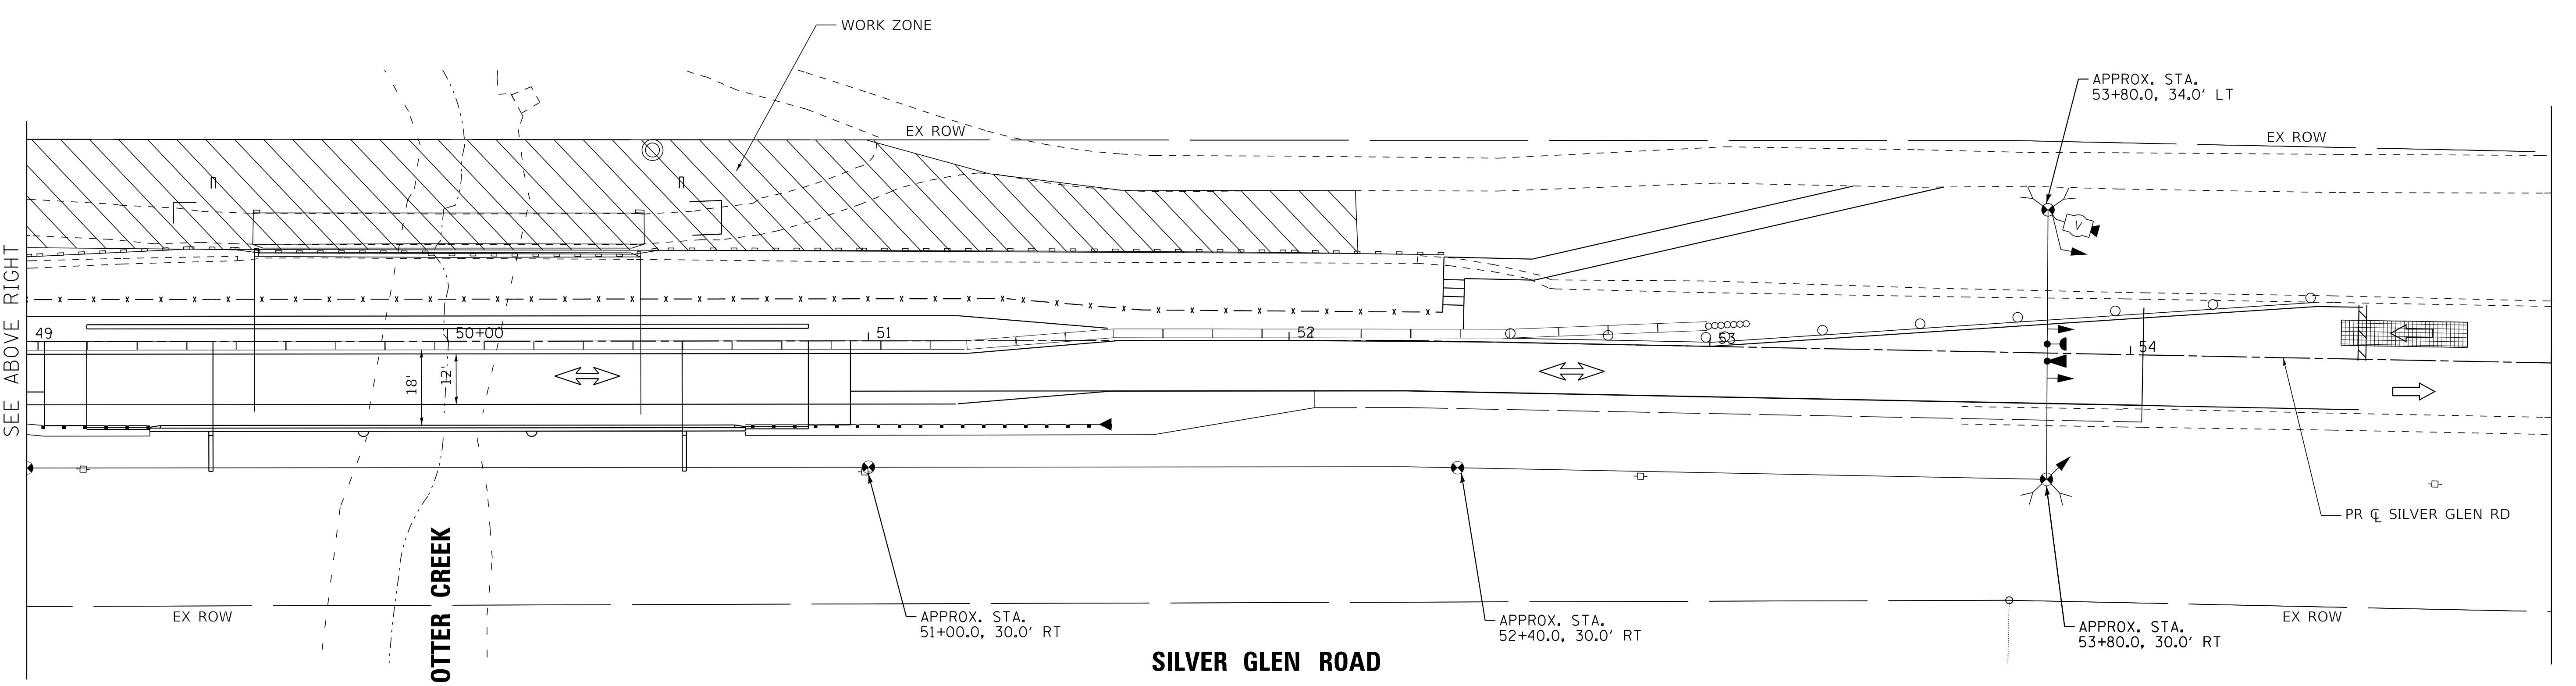 WORK ZONE
APPROX. STA.
53+80.0, 34.0' LT
EX ROW
EX ROW
V
SEE ABOVE RIGHT
49
50+00
51
52
53
54
18'
12'
PR ℄ SILVER GLEN RD
OTTER CREEK
EX ROW
APPROX. STA.
51+00.0, 30.0' RT
APPROX. STA.
52+40.0, 30.0' RT
APPROX. STA.
53+80.0, 30.0' RT
EX ROW
SILVER GLEN ROAD